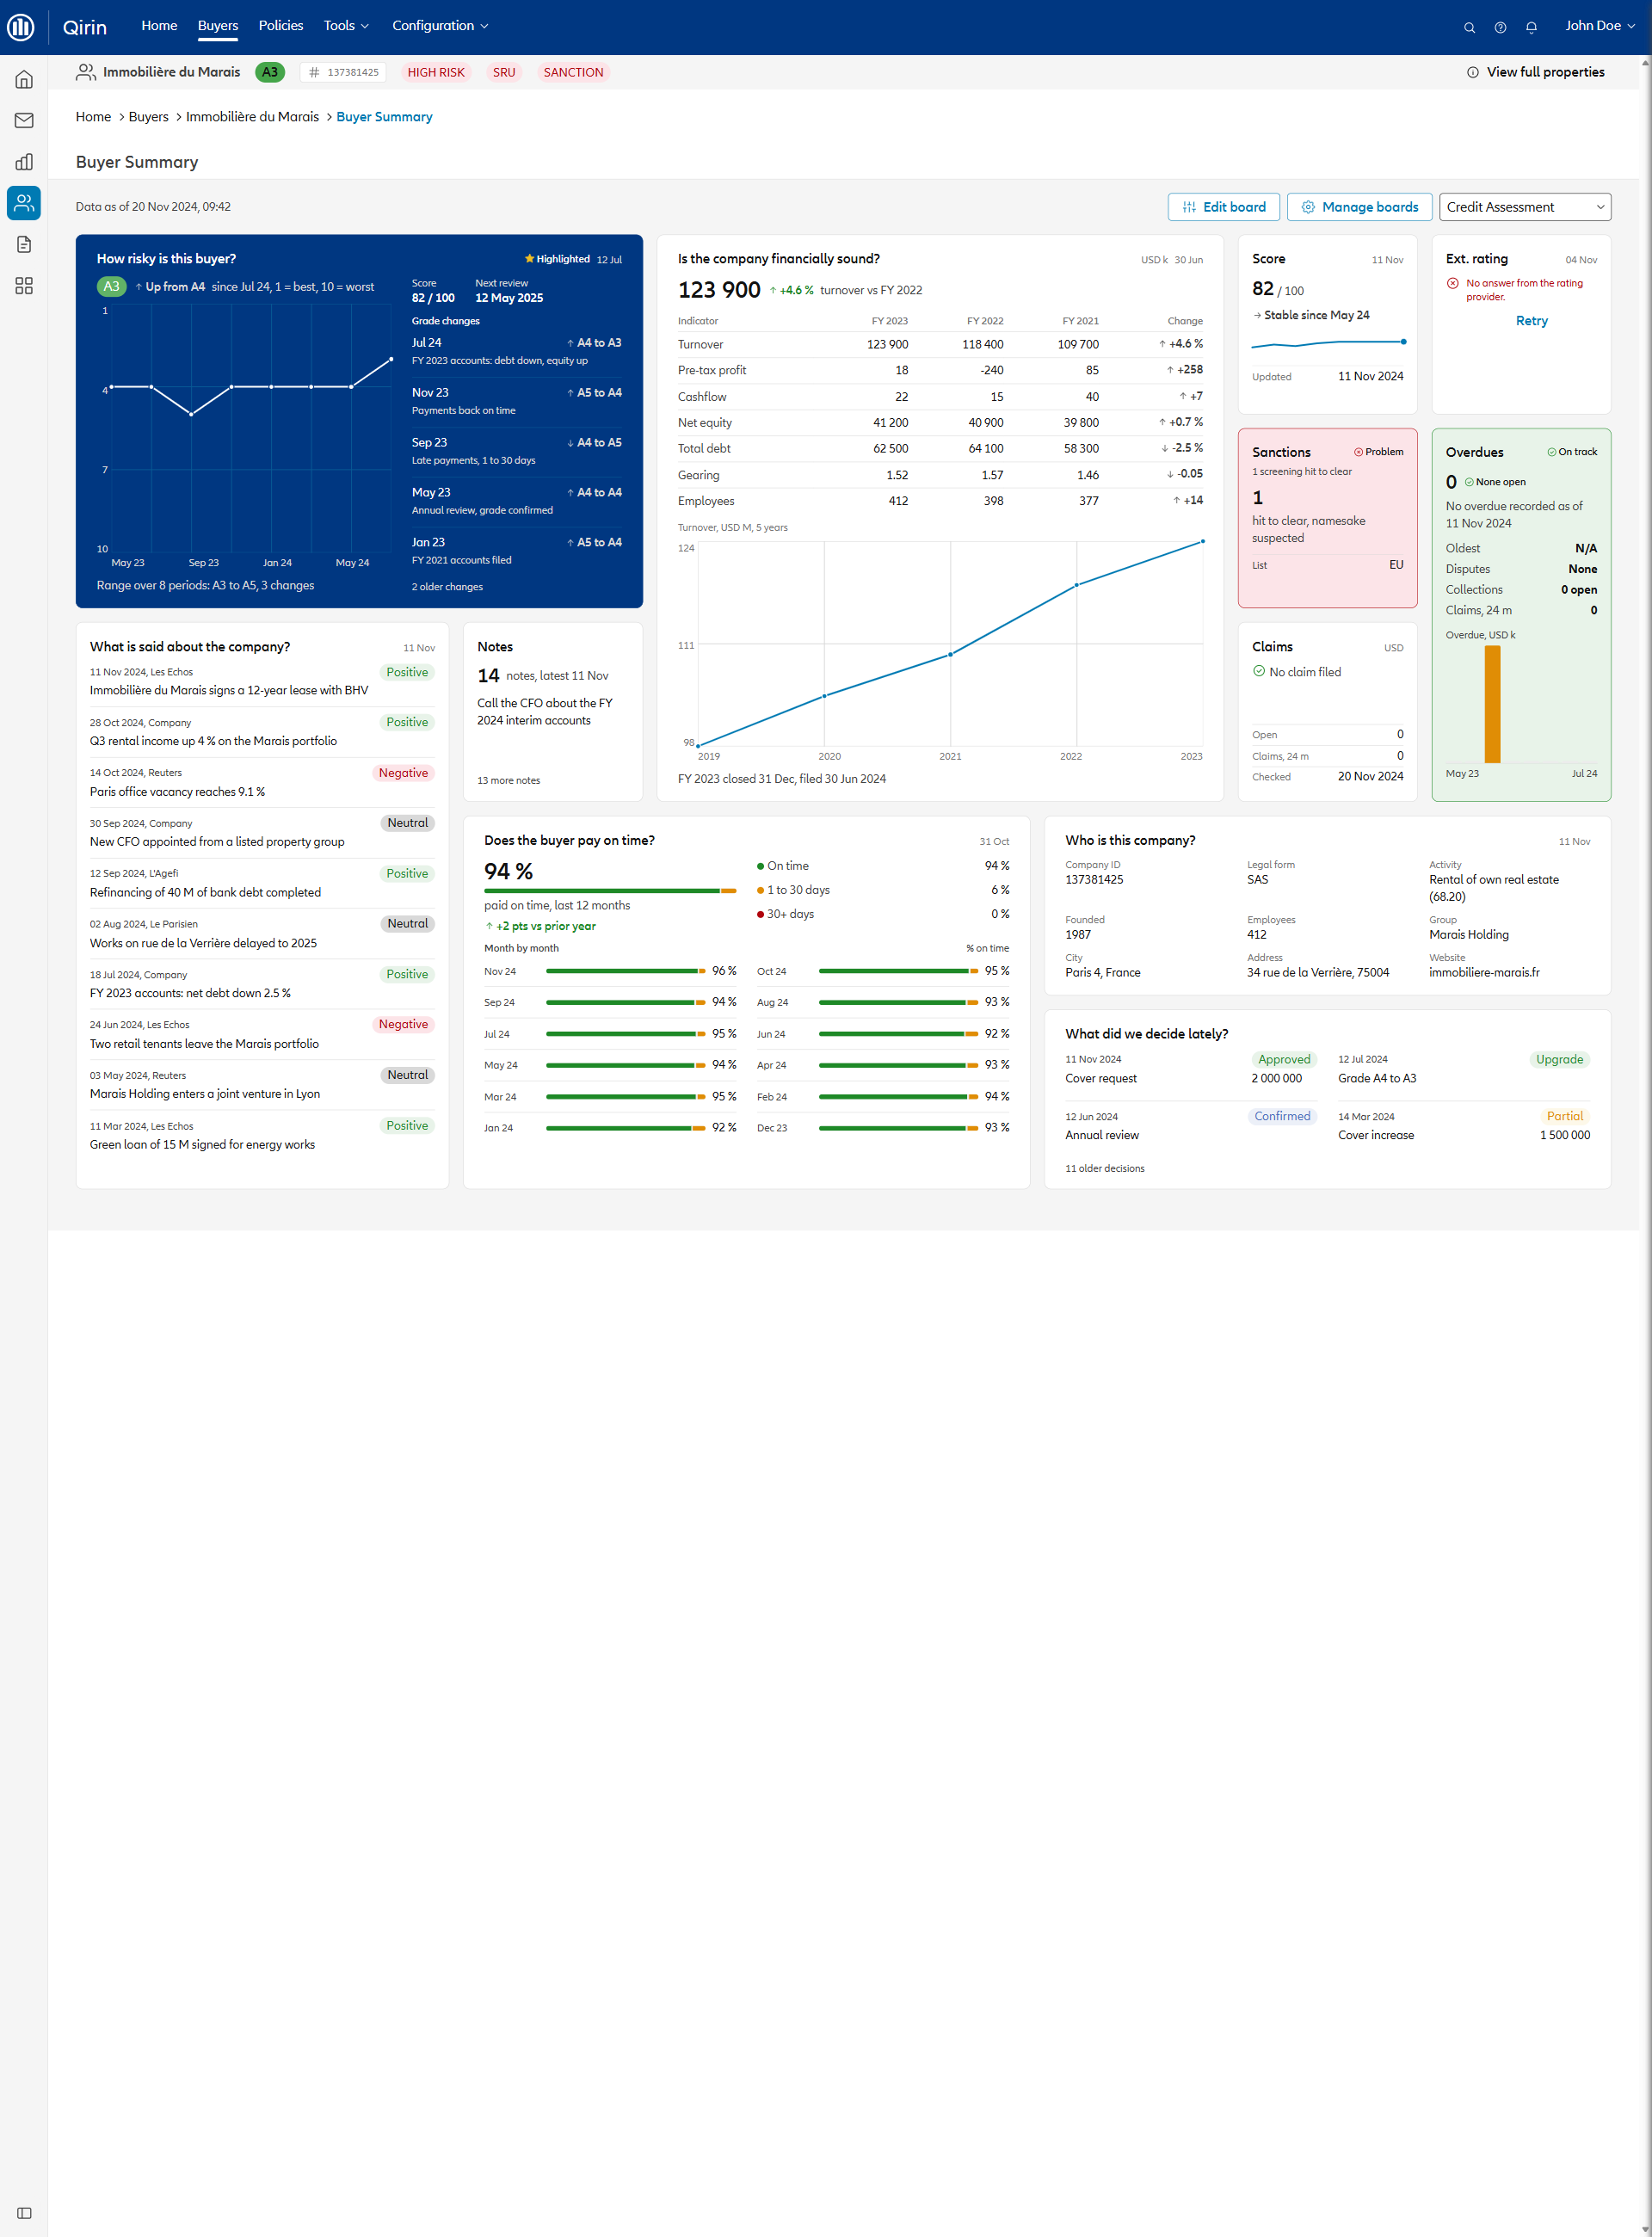 Qirin
Home
Buyers
Policies
Tools
Configuration
John Doe
Immobilière du Marais
A3
# 137381425
HIGH RISK
SRU
SANCTION
View full properties
Home > Buyers > Immobilière du Marais > Buyer Summary
Buyer Summary
Data as of 20 Nov 2024, 09:42
Edit board
Manage boards
Credit Assessment
How risky is this buyer?
Highlighted 12 Jul
A3 ↑ Up from A4 since Jul 24, 1 = best, 10 = worst
1
4
7
10
May 23 Sep 23 Jan 24 May 24
Range over 8 periods: A3 to A5, 3 changes
Score
82 / 100
Next review
12 May 2025
Grade changes
Jul 24 ↑ A4 to A3
FY 2023 accounts: debt down, equity up
Nov 23 ↑ A5 to A4
Payments back on time
Sep 23 ↓ A4 to A5
Late payments, 1 to 30 days
May 23 ↑ A4 to A4
Annual review, grade confirmed
Jan 23 ↑ A5 to A4
FY 2021 accounts filed
2 older changes
Is the company financially sound?
USD k 30 Jun
123 900 ↑ +4.6 % turnover vs FY 2022
Indicator FY 2023 FY 2022 FY 2021 Change
Turnover 123 900 118 400 109 700 ↑ +4.6 %
Pre-tax profit 18 -240 85 ↑ +258
Cashflow 22 15 40 ↑ +7
Net equity 41 200 40 900 39 800 ↑ +0.7 %
Total debt 62 500 64 100 58 300 ↓ -2.5 %
Gearing 1.52 1.57 1.46 ↓ -0.05
Employees 412 398 377 ↑ +14
Turnover, USD M, 5 years
124
111
98
2019 2020 2021 2022 2023
FY 2023 closed 31 Dec, filed 30 Jun 2024
Score 11 Nov
82 / 100
→ Stable since May 24
Updated 11 Nov 2024
Ext. rating 04 Nov
No answer from the rating
provider.
Retry
Sanctions Problem
1 screening hit to clear
1
hit to clear, namesake
suspected
List EU
Overdues On track
0 None open
No overdue recorded as of
11 Nov 2024
Oldest N/A
Disputes None
Collections 0 open
Claims, 24 m 0
Overdue, USD k
May 23 Jul 24
Claims USD
No claim filed
Open 0
Claims, 24 m 0
Checked 20 Nov 2024
What is said about the company? 11 Nov
11 Nov 2024, Les Echos Positive
Immobilière du Marais signs a 12-year lease with BHV
28 Oct 2024, Company Positive
Q3 rental income up 4 % on the Marais portfolio
14 Oct 2024, Reuters Negative
Paris office vacancy reaches 9.1 %
30 Sep 2024, Company Neutral
New CFO appointed from a listed property group
12 Sep 2024, L'Agefi Positive
Refinancing of 40 M of bank debt completed
02 Aug 2024, Le Parisien Neutral
Works on rue de la Verrière delayed to 2025
18 Jul 2024, Company Positive
FY 2023 accounts: net debt down 2.5 %
24 Jun 2024, Les Echos Negative
Two retail tenants leave the Marais portfolio
03 May 2024, Reuters Neutral
Marais Holding enters a joint venture in Lyon
11 Mar 2024, Les Echos Positive
Green loan of 15 M signed for energy works
Notes
14 notes, latest 11 Nov
Call the CFO about the FY
2024 interim accounts
13 more notes
Does the buyer pay on time? 31 Oct
94 %
paid on time, last 12 months
↑ +2 pts vs prior year
On time 94 %
1 to 30 days 6 %
30+ days 0 %
Month by month % on time
Nov 24 96 % Oct 24 95 %
Sep 24 94 % Aug 24 93 %
Jul 24 95 % Jun 24 92 %
May 24 94 % Apr 24 93 %
Mar 24 95 % Feb 24 94 %
Jan 24 92 % Dec 23 93 %
Who is this company? 11 Nov
Company ID Legal form Activity
137381425 SAS Rental of own real estate
(68.20)
Founded Employees Group
1987 412 Marais Holding
City Address Website
Paris 4, France 34 rue de la Verrière, 75004 immobiliere-marais.fr
What did we decide lately?
11 Nov 2024 Approved
Cover request 2 000 000
12 Jul 2024 Upgrade
Grade A4 to A3
12 Jun 2024 Confirmed
Annual review
14 Mar 2024 Partial
Cover increase 1 500 000
11 older decisions